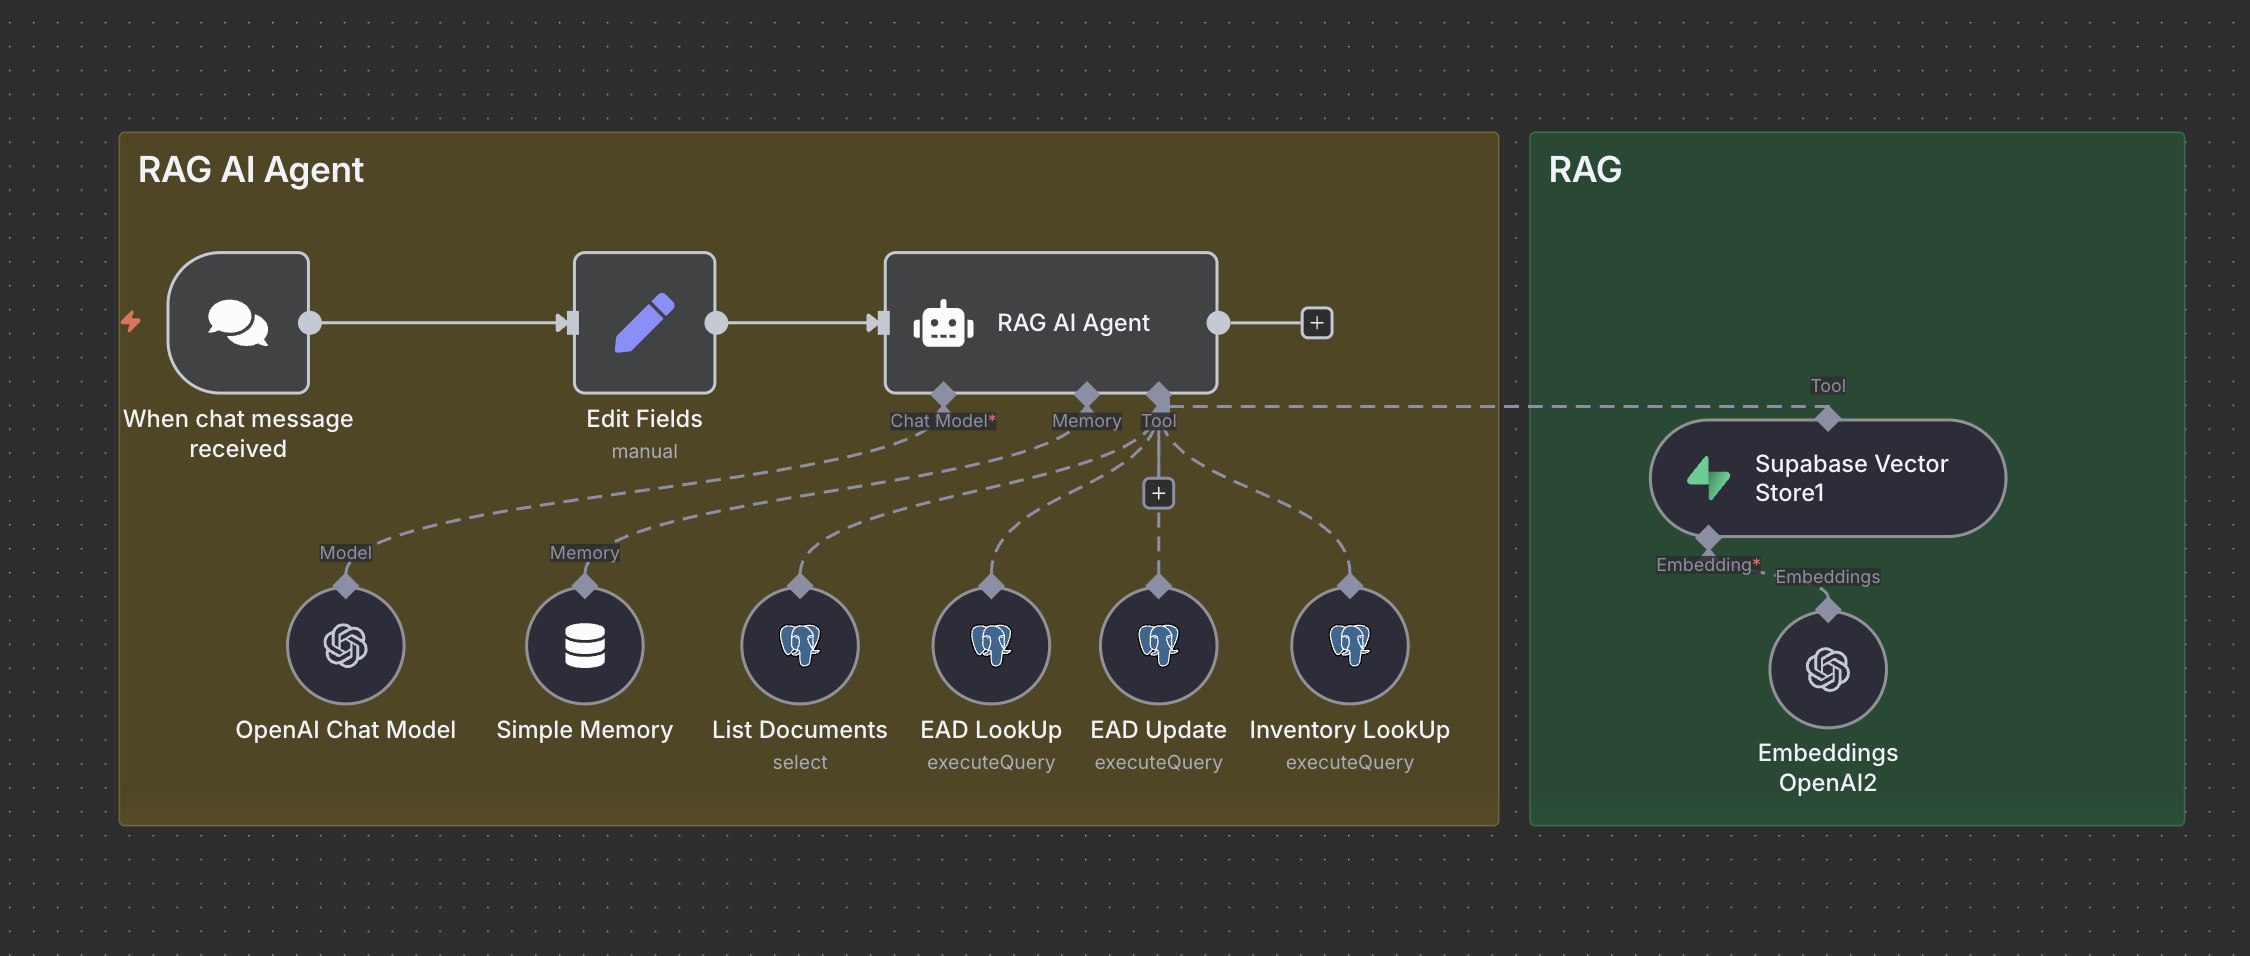 RAG AI Agent
RAG
RAG AI Agent
When chat message
received
Edit Fields
manual
Chat Model*
Memory
Tool
Tool
Supabase Vector
Store1
Embedding*
Embeddings
Model
Memory
OpenAI Chat Model
Simple Memory
List Documents
select
EAD LookUp
executeQuery
EAD Update
executeQuery
Inventory LookUp
executeQuery
Embeddings
OpenAI2